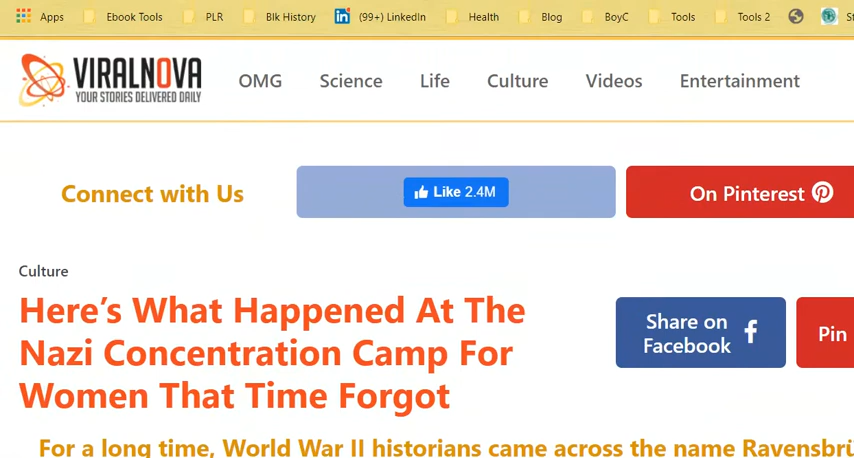 Apps Ebook Tools PLR Blk History (99+) LinkedIn Health Blog BoyC Tools Tools 2
VIRALNOVA
YOUR STORIES DELIVERED DAILY
OMG Science Life Culture Videos Entertainment
Connect with Us
Like 2.4M
On Pinterest
Culture
Here’s What Happened At The
Nazi Concentration Camp For
Women That Time Forgot
Share on
Facebook
Pin
For a long time, World War II historians came across the name